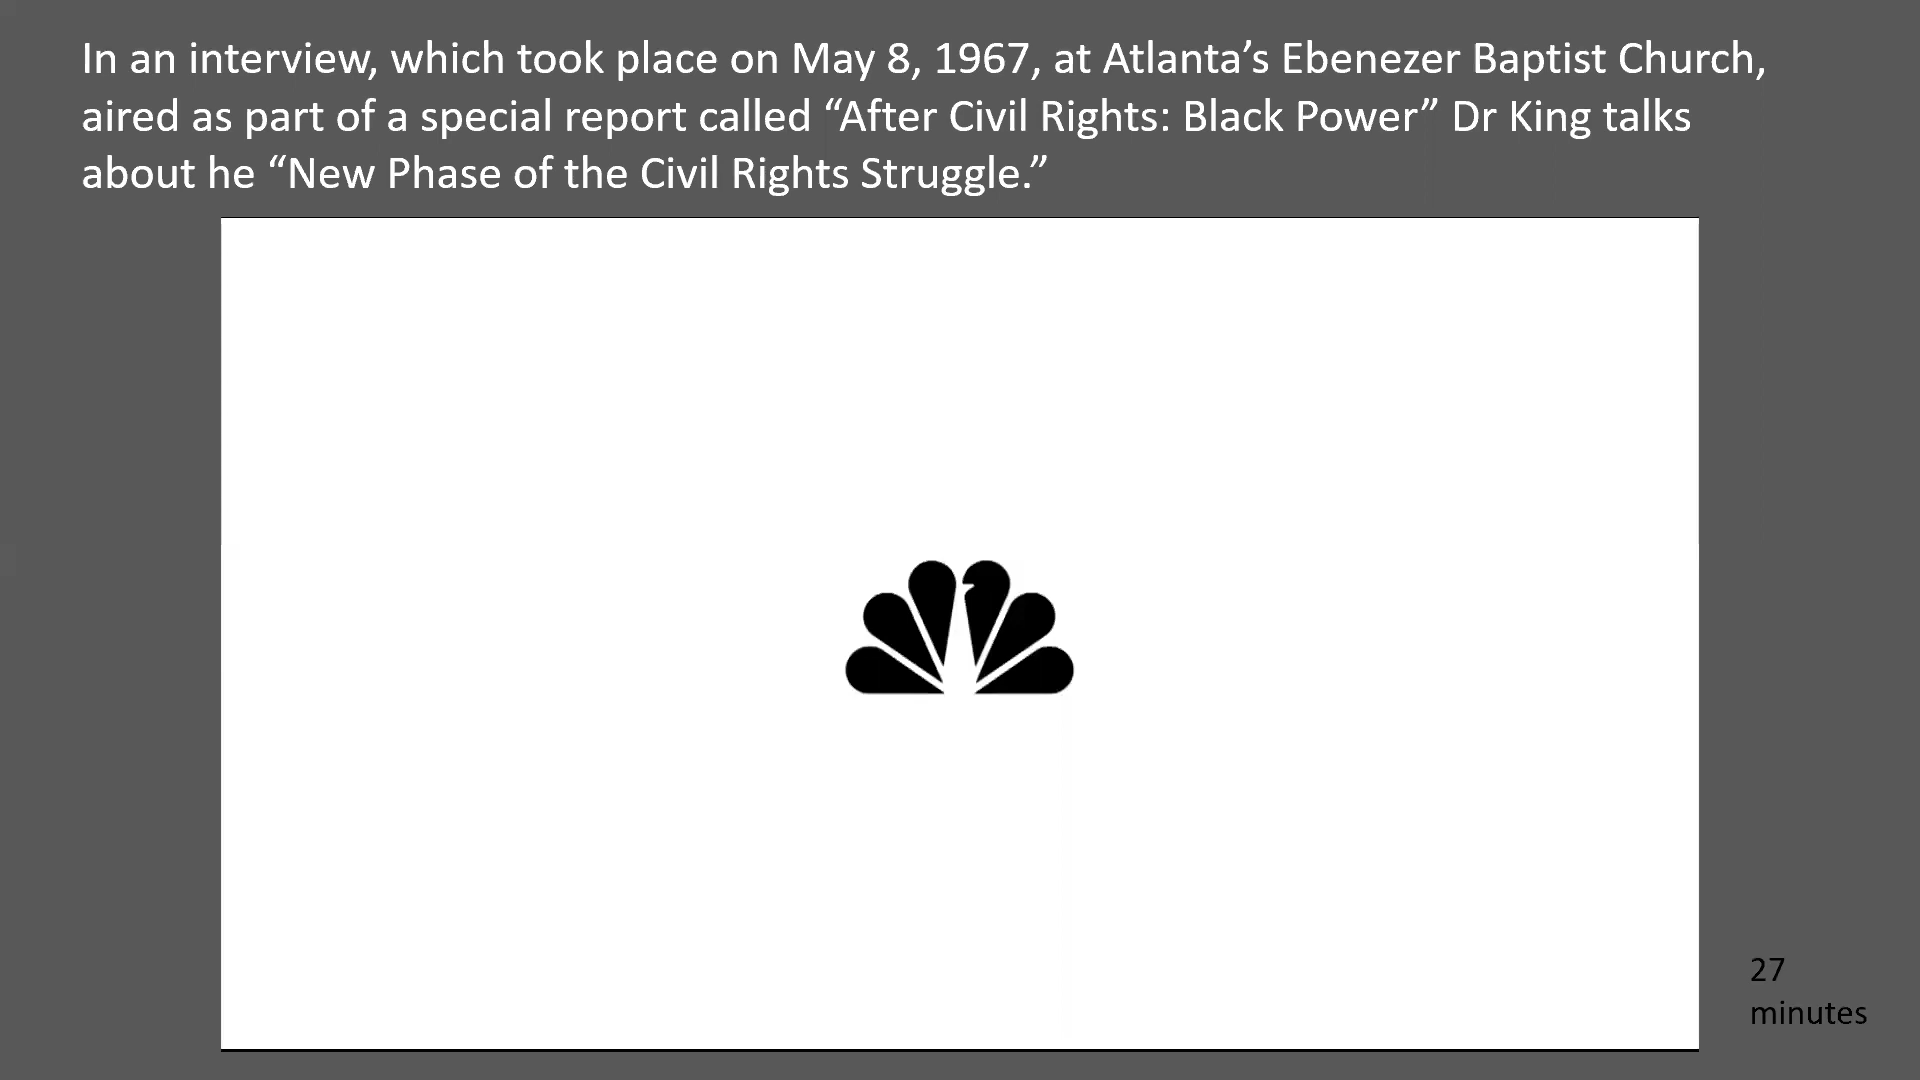 In an interview, which took place on May 8, 1967, at Atlanta’s Ebenezer Baptist Church,
aired as part of a special report called “After Civil Rights: Black Power” Dr King talks
about he “New Phase of the Civil Rights Struggle.”
27
minutes